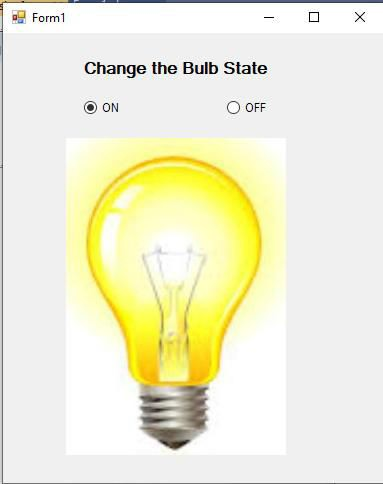 Form1
Change the Bulb State
ON
OFF